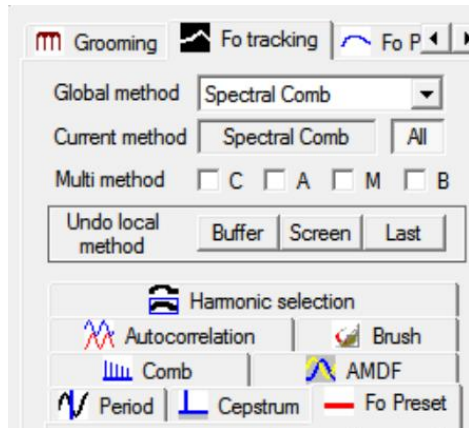 Grooming Fo tracking Fo P
Global method Spectral Comb
Current method Spectral Comb All
Multi method C A M B
Undo local method Buffer Screen Last
Harmonic selection
Autocorrelation Brush
Comb AMDF
Period Cepstrum Fo Preset